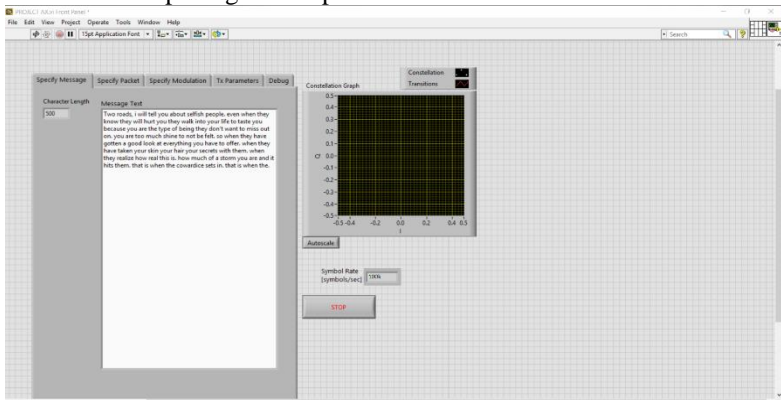 File Edit View Project Operate Tools Window Help
15pt Application Font
Search
Specify Message
Specify Packet
Specify Modulation
Tx Parameters
Debug
Character Length
500
Message Text
Two roads, i will tell you about selfish people. even when they
know they will hurt you they walk into your life to taste you
because you are the type of being they don't want to miss out
on. you are too much shine to not be felt. so when they have
gotten a good look at everything you have to offer. when they
have taken your skin your hair your secrets with them. when
they realize how real this is. how much of a storm you are and it
hits them. that is when the cowardice sets in. that is when the.
Constellation
Transitions
Constellation Graph
0.5
0.4
0.3
0.2
0.1
0.0
-0.1
-0.2
-0.3
-0.4
-0.5
Q
-0.5 -0.4 -0.2 0.0 0.2 0.4 0.5
I
Autoscale
Symbol Rate
[symbols/sec]
500k
STOP